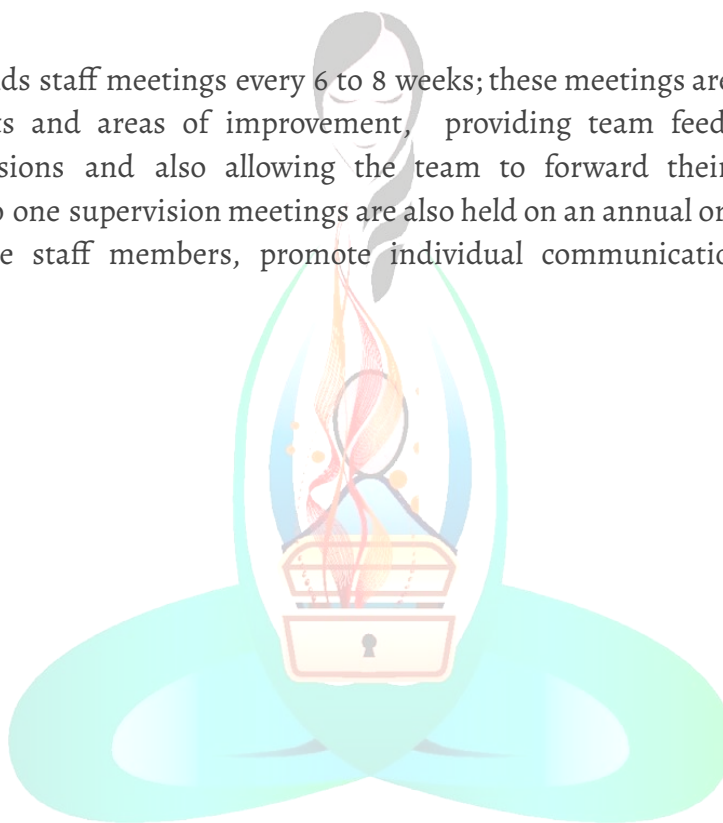 ds staff meetings every 6 to 8 weeks; these meetings are
s and areas of improvement, providing team feed
sions and also allowing the team to forward their
o one supervision meetings are also held on an annual or
e staff members, promote individual communicatio